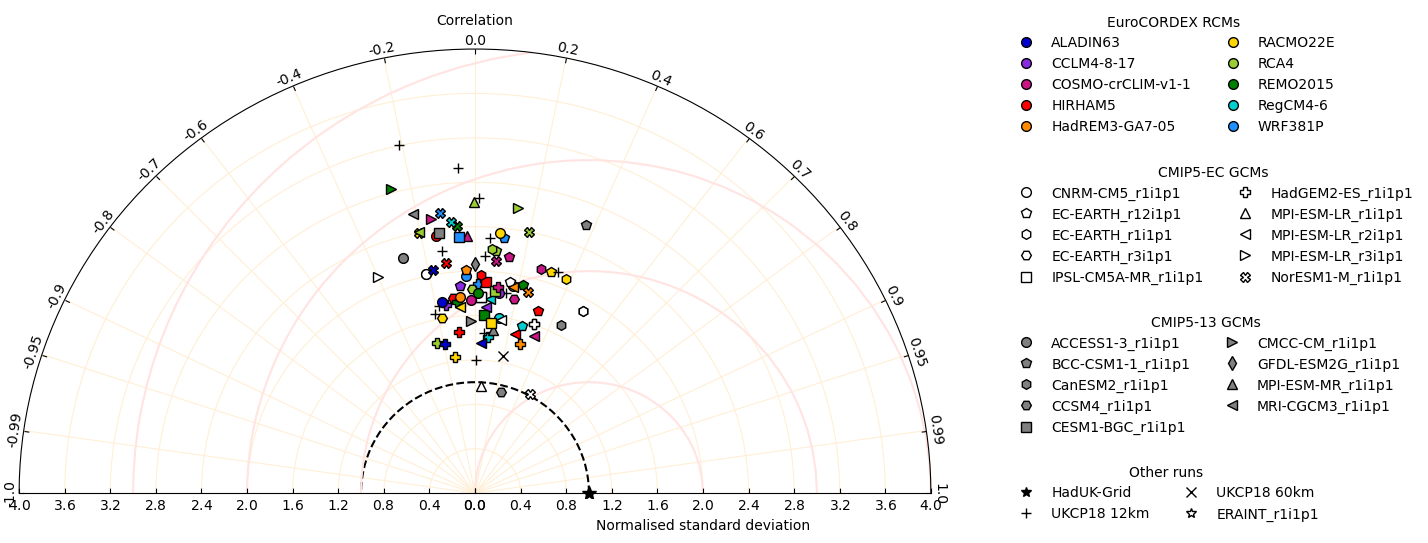 Correlation
0.0
-0.2
0.2
-0.4
0.4
-0.6
0.6
-0.7
0.7
-0.8
0.8
-0.9
0.9
-0.95
0.95
-0.99
0.99
-1.0
1.0
4.0 3.6 3.2 2.8 2.4 2.0 1.6 1.2 0.8 0.4 0.0 0.0 0.4 0.8 1.2 1.6 2.0 2.4 2.8 3.2 3.6 4.0
Normalised standard deviation
EuroCORDEX RCMs
ALADIN63
CCLM4-8-17
COSMO-crCLIM-v1-1
HIRHAM5
HadREM3-GA7-05
RACMO22E
RCA4
REMO2015
RegCM4-6
WRF381P
CMIP5-EC GCMs
CNRM-CM5_r1i1p1
EC-EARTH_r12i1p1
EC-EARTH_r1i1p1
EC-EARTH_r3i1p1
IPSL-CM5A-MR_r1i1p1
HadGEM2-ES_r1i1p1
MPI-ESM-LR_r1i1p1
MPI-ESM-LR_r2i1p1
MPI-ESM-LR_r3i1p1
NorESM1-M_r1i1p1
CMIP5-13 GCMs
ACCESS1-3_r1i1p1
BCC-CSM1-1_r1i1p1
CanESM2_r1i1p1
CCSM4_r1i1p1
CESM1-BGC_r1i1p1
CMCC-CM_r1i1p1
GFDL-ESM2G_r1i1p1
MPI-ESM-MR_r1i1p1
MRI-CGCM3_r1i1p1
Other runs
HadUK-Grid
UKCP18 12km
UKCP18 60km
ERAINT_r1i1p1